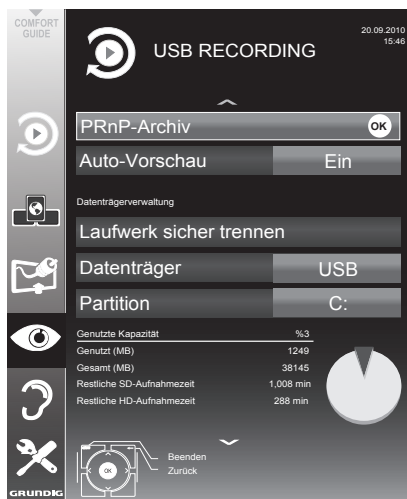 COMFORT
GUIDE
USB RECORDING
20.09.2010
15:46
PRnP-Archiv OK
Auto-Vorschau Ein
Datenträgerverwaltung
Laufwerk sicher trennen
Datenträger USB
Partition C:
Genutzte Kapazität %3
Genutzt (MB) 1249
Gesamt (MB) 38145
Restliche SD-Aufnahmezeit 1,008 min
Restliche HD-Aufnahmezeit 288 min
Beenden
OK Zurück
GRUNDIG